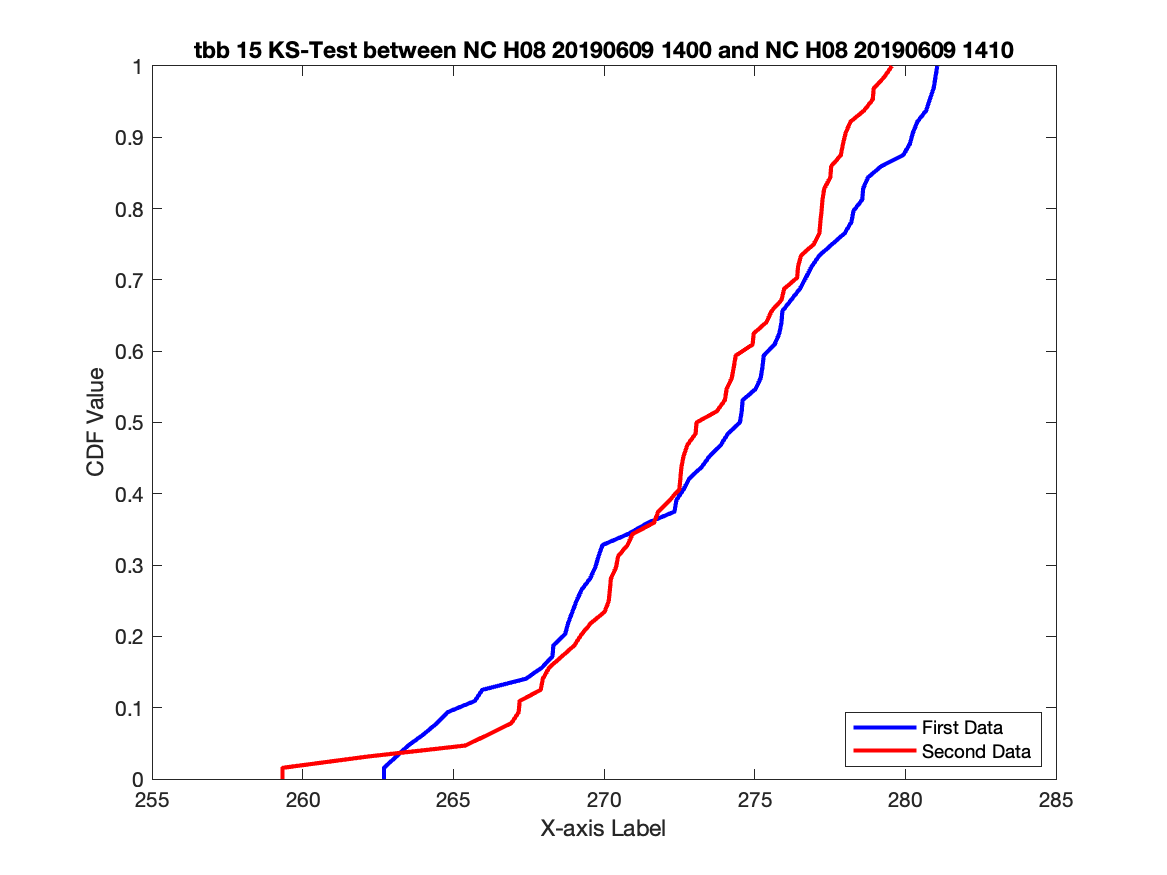 tbb 15 KS-Test between NC H08 20190609 1400 and NC H08 20190609 1410
1
0.9
0.8
0.7
0.6
0.5
0.4
0.3
0.2
0.1
0
CDF Value
First Data
Second Data
255 260 265 270 275 280 285
X-axis Label